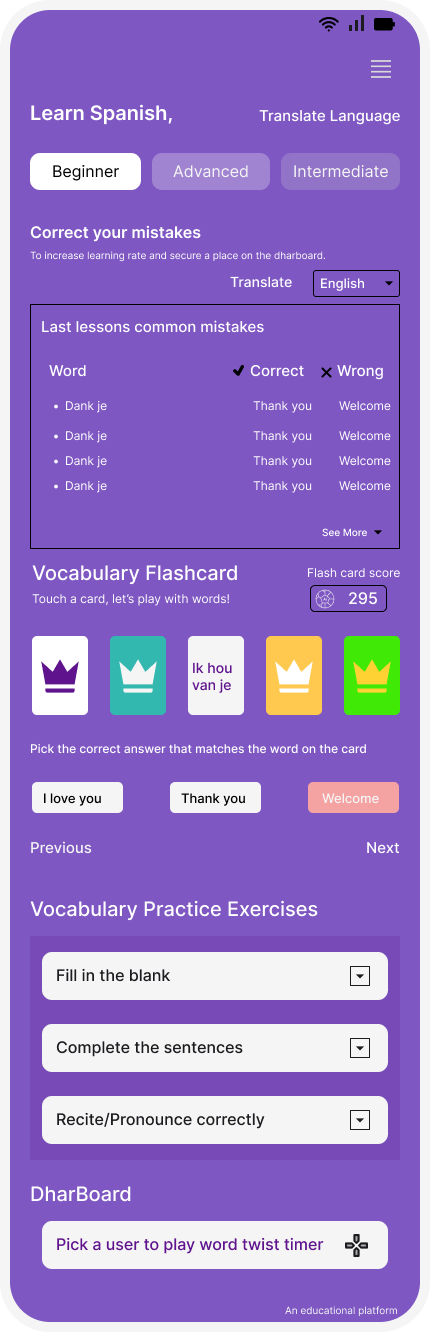 Learn Spanish,
Translate Language
Beginner
Advanced
Intermediate
Correct your mistakes
To increase learning rate and secure a place on the dharboard.
Translate
English
Last lessons common mistakes
Word Correct Wrong
• Dank je Thank you Welcome
• Dank je Thank you Welcome
• Dank je Thank you Welcome
• Dank je Thank you Welcome
See More
Vocabulary Flashcard
Flash card score
Touch a card, let's play with words!
295
Ik hou
van je
Pick the correct answer that matches the word on the card
I love you
Thank you
Welcome
Previous
Next
Vocabulary Practice Exercises
Fill in the blank
Complete the sentences
Recite/Pronounce correctly
DharBoard
Pick a user to play word twist timer
An educational platform